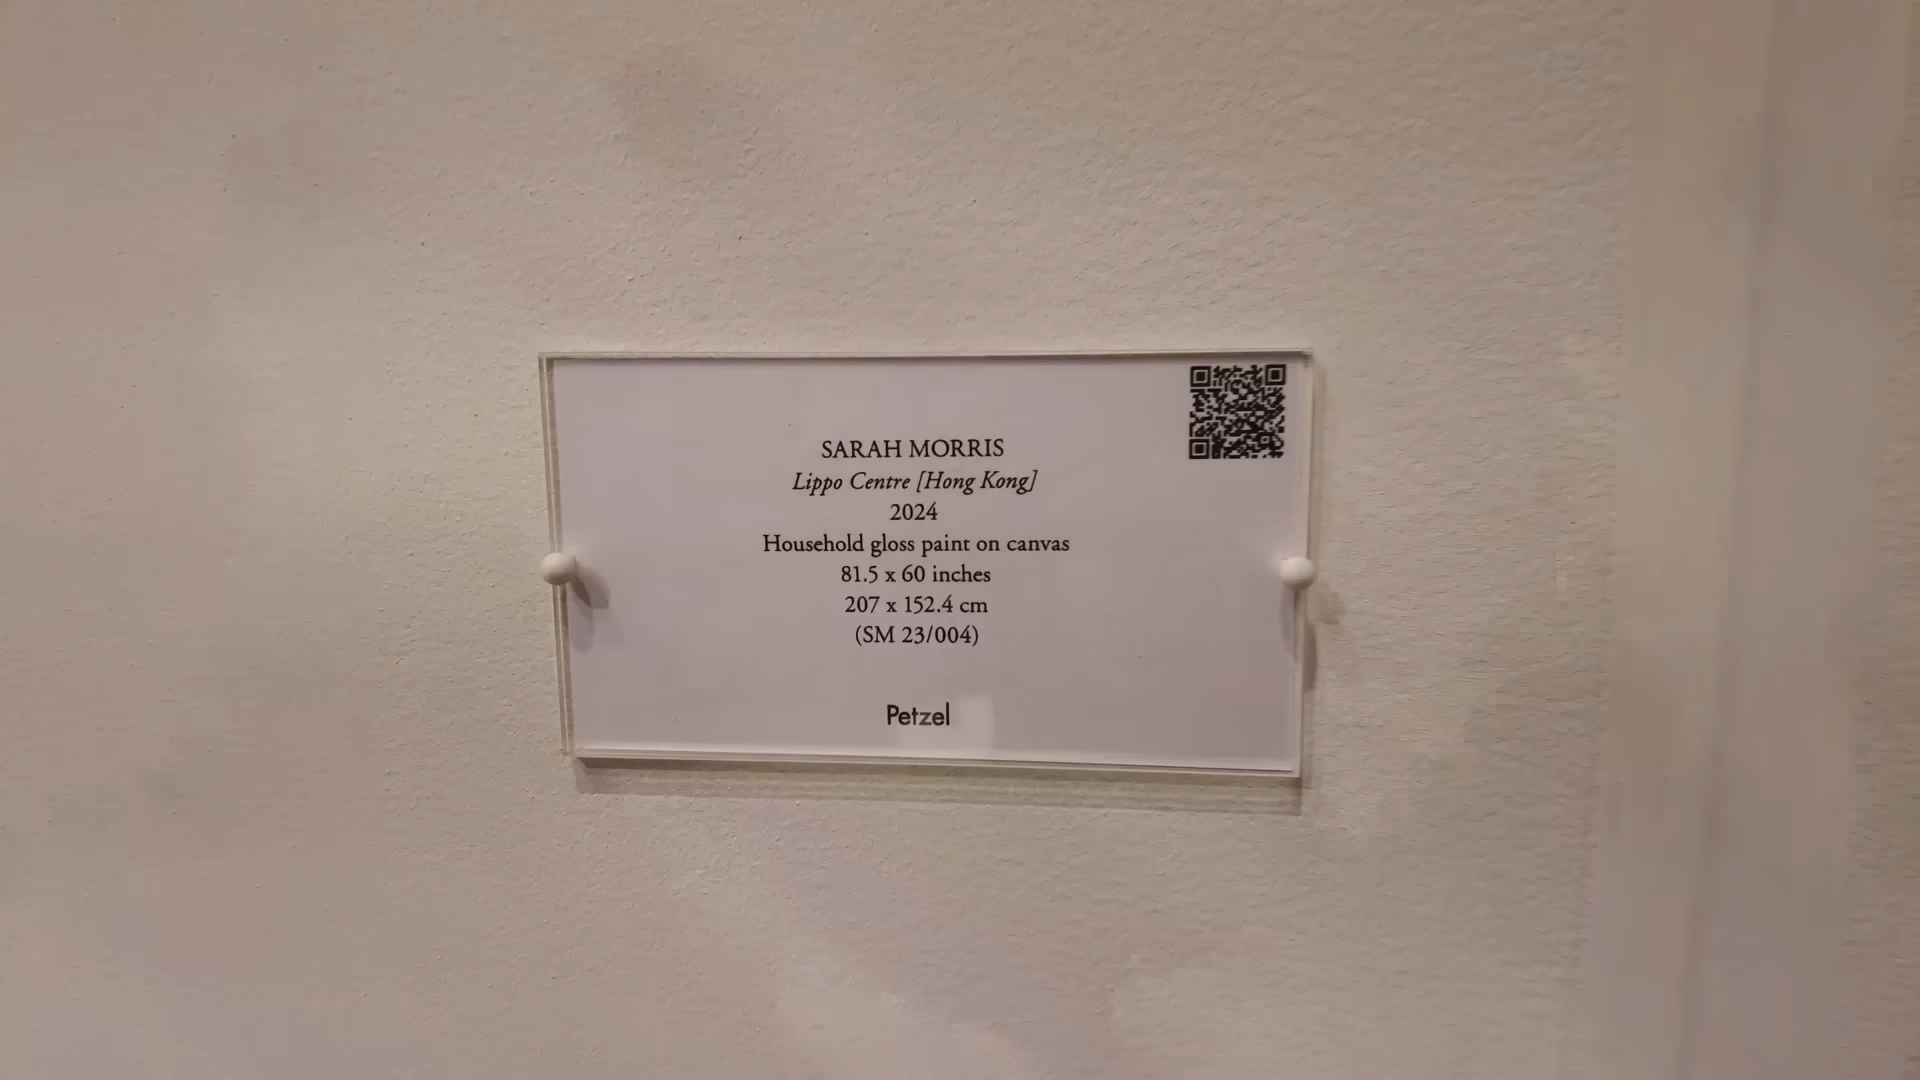 SARAH MORRIS
Lippo Centre [Hong Kong]
2024
Household gloss paint on canvas
81.5 x 60 inches
207 x 152.4 cm
(SM 23/004)
Petzel